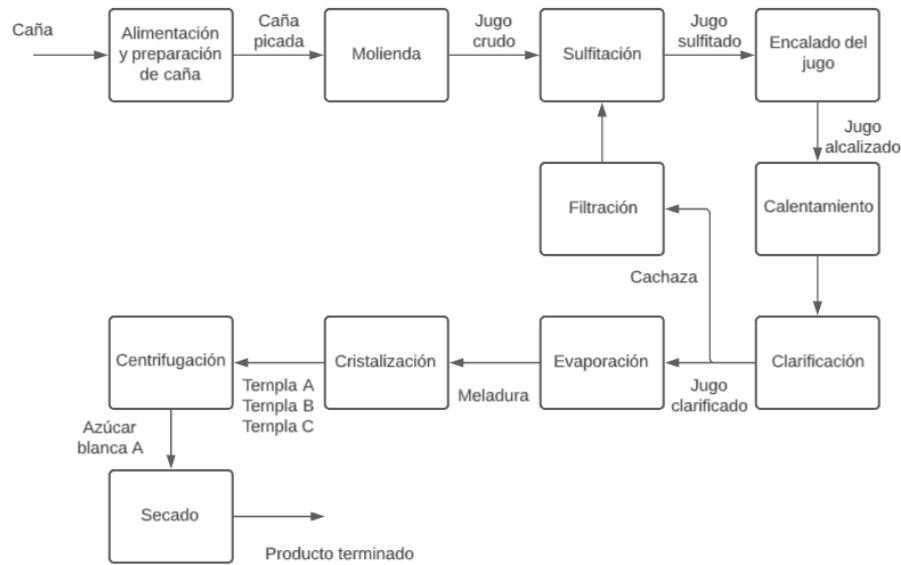 Caña
Alimentación
y preparación
de caña
Caña
picada
Molienda
Jugo
crudo
Sulfitación
Jugo
sulfitado
Encalado del
jugo
Jugo
alcalizado
Filtración
Calentamiento
Cachaza
Centrifugación
Templa A
Templa B
Templa C
Cristalización
Meladura
Evaporación
Jugo
clarificado
Clarificación
Azúcar
blanca A
Secado
Producto terminado